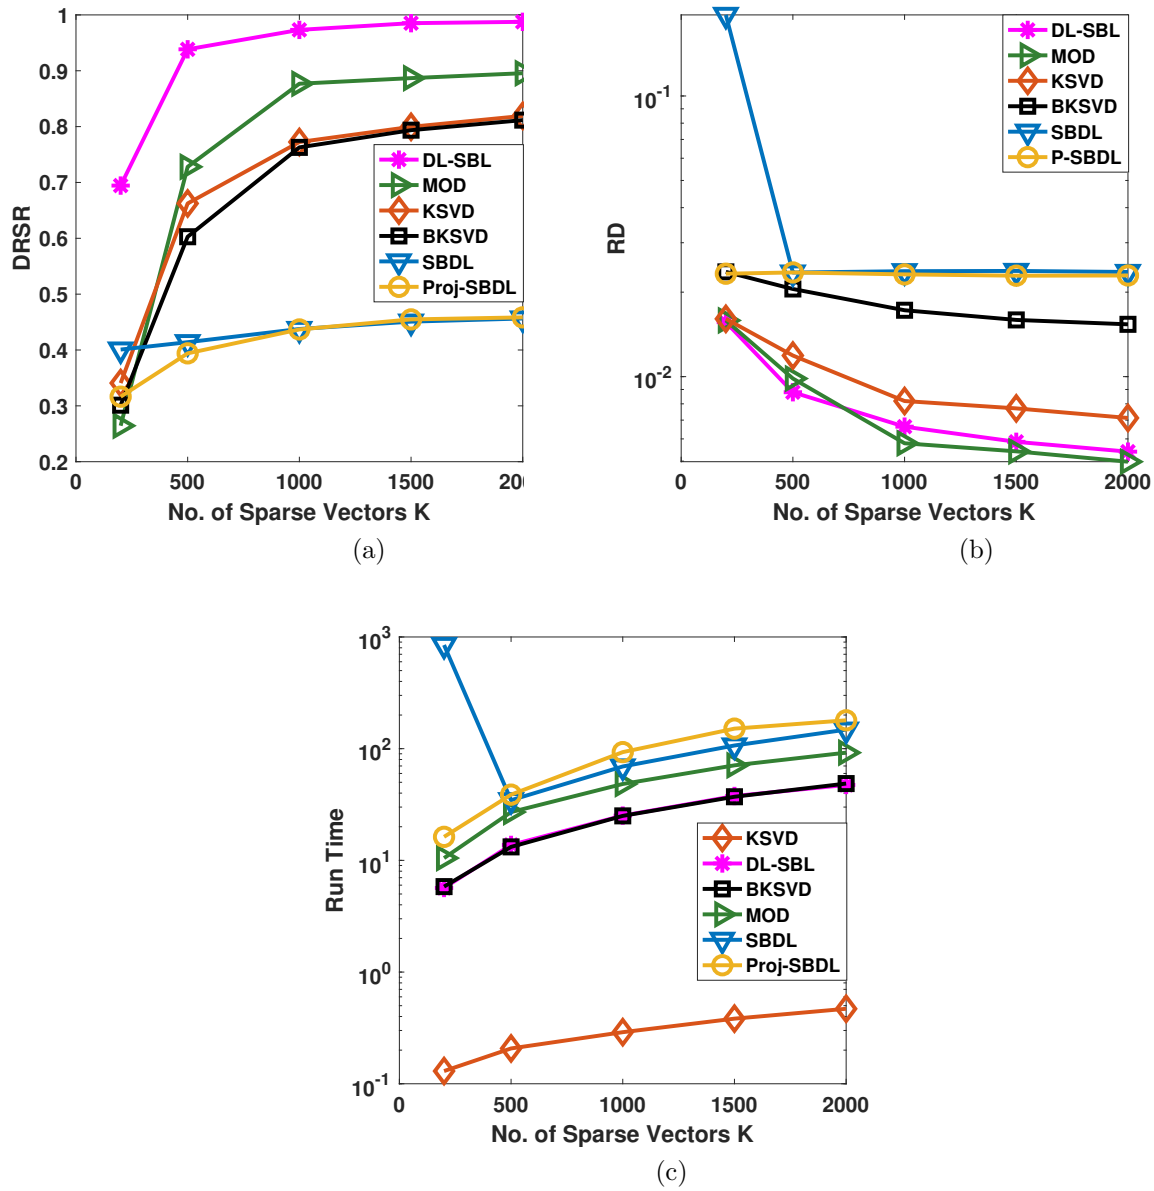 1
0.9
0.8
0.7
0.6
0.5
0.4
0.3
0.2
DRSR
0
500
1000
1500
200
No. of Sparse Vectors K
DL-SBL
MOD
KSVD
BKSVD
SBDL
Proj-SBDL
(a)
10^-1
10^-2
RD
0
500
1000
1500
2000
No. of Sparse Vectors K
DL-SBL
MOD
KSVD
BKSVD
SBDL
P-SBDL
(b)
10^3
10^2
10^1
10^0
10^-1
Run Time
0
500
1000
1500
2000
No. of Sparse Vectors K
KSVD
DL-SBL
BKSVD
MOD
SBDL
Proj-SBDL
(c)